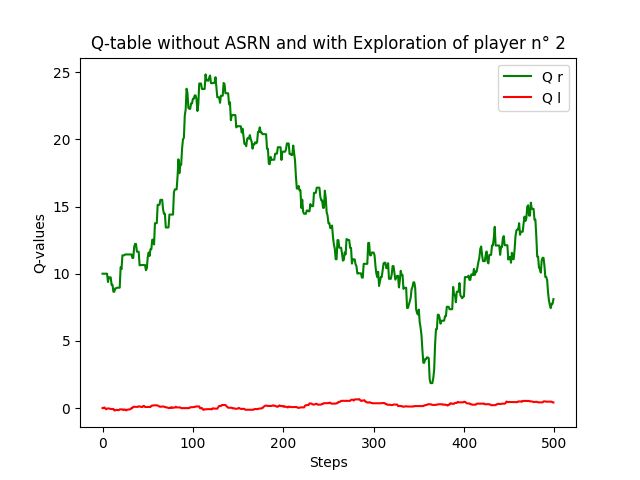 Q-table without ASRN and with Exploration of player n° 2
Q r
Q l
25
20
15
10
5
0
Q-values
0 100 200 300 400 500
Steps